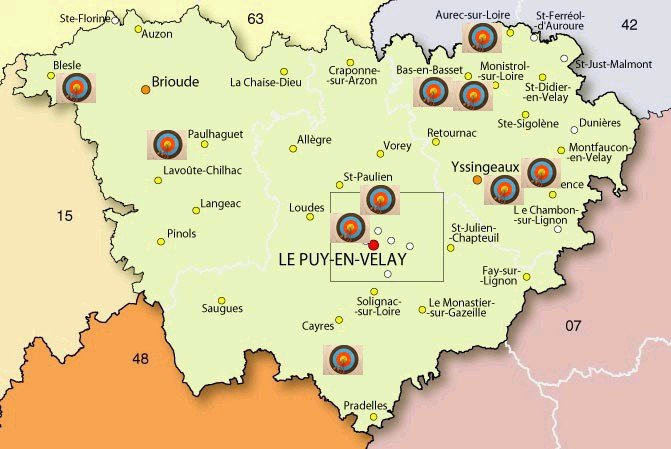 63
42
15
48
07
Ste-Florine
Auzon
Aurec-sur-Loire
St-Ferréol-
-d'Auroure
Blesle
Brioude
La Chaise-Dieu
Craponne-
-sur-Arzon
Bas-en-Basset
Monistrol-
-sur-Loire
St-Just-Malmont
St-Didier-
-en-Velay
Ste-Sigolène
Dunières
Paulhaguet
Allègre
Vorey
Retournac
Montfaucon-
-en-Velay
Lavoûte-Chilhac
St-Paulien
Yssingeaux
ence
Langeac
Loudes
Le Chambon-
-sur-Lignon
Pinols
St-Julien-
-Chapteuil
LE PUY-EN-VELAY
Fay-sur-
-Lignon
Saugues
Solignac-
-sur-Loire
Le Monastier-
-sur-Gazeille
Cayres
Pradelles